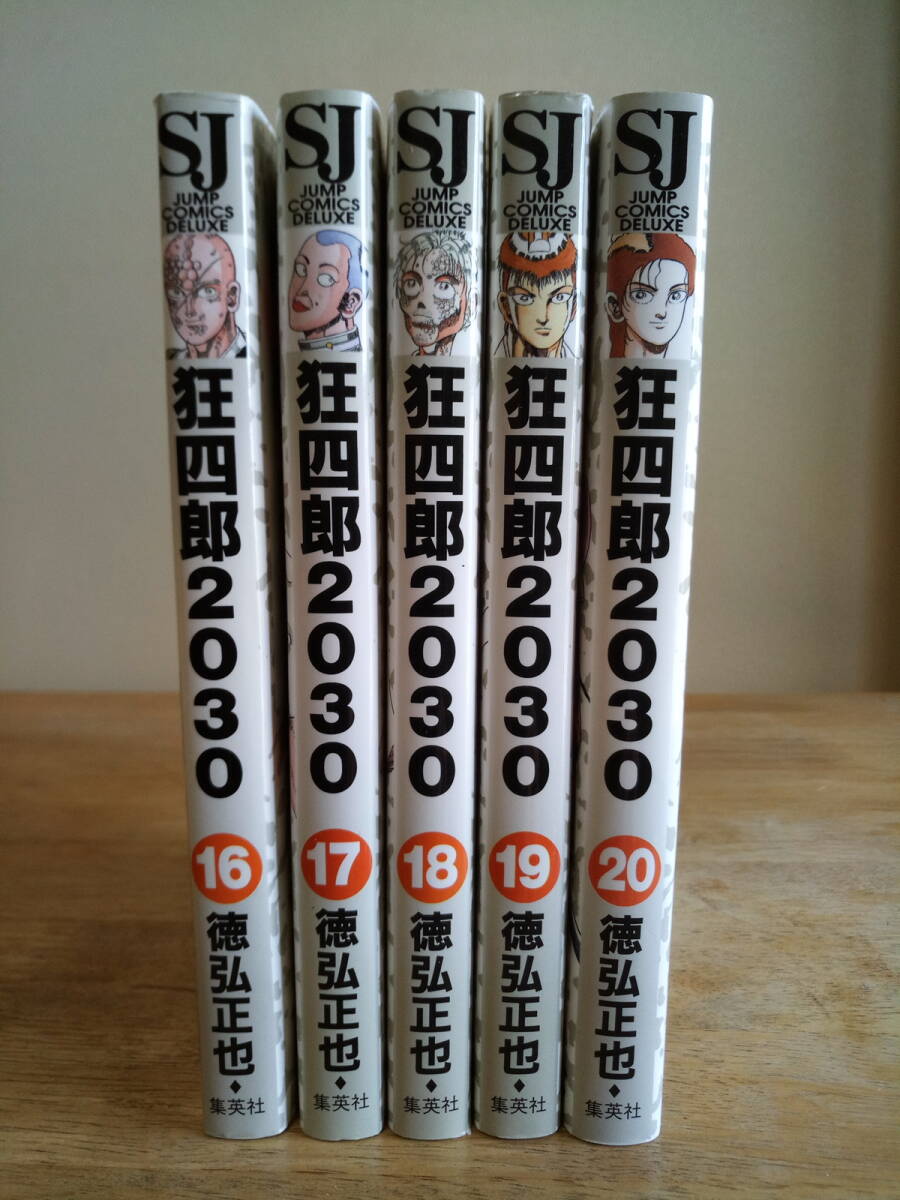 SJ
JUMP
COMICS
DELUXE
狂四郎2030
16
徳弘正也
集英社
SJ
JUMP
COMICS
DELUXE
狂四郎2030
17
徳弘正也
集英社
SJ
JUMP
COMICS
DELUXE
狂四郎2030
18
徳弘正也
集英社
SJ
JUMP
COMICS
DELUXE
狂四郎2030
19
徳弘正也
集英社
SJ
JUMP
COMICS
DELUXE
狂四郎2030
20
徳弘正也
集英社